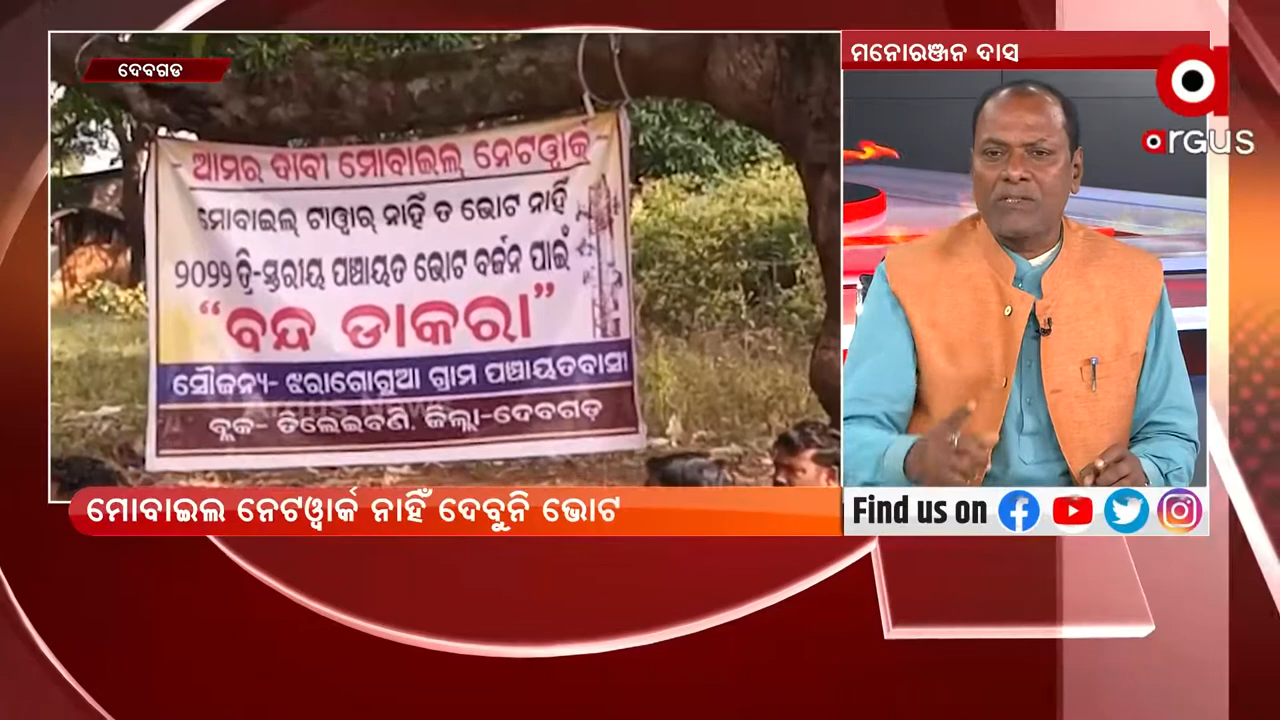 ଦେବଗଡ
ଆମର ଦାବୀ ମୋବାଇଲ୍ ନେଟୱାର୍କ
ମୋବାଇଲ୍ ଟାୱାର୍ ନାହିଁ ତ ଭୋଟ ନାହିଁ
୨୦୨୨ ତ୍ରି-ସ୍ତରୀୟ ପଞ୍ଚାୟତ ଭୋଟ ବର୍ଜନ ପାଇଁ
“ବନ୍ଦ ଡାକରା”
ସୌଜନ୍ୟ- ଝରାଗୋଗୁଆ ଗ୍ରାମ ପଞ୍ଚାୟତବାସୀ
ବ୍ଲକ- ତିଲେଇବଣି, ଜିଲ୍ଲା-ଦେବଗଡ଼
ମୋବାଇଲ ନେଟୱାର୍କ ନାହିଁ ଦେବୁନି ଭୋଟ
ମନୋରଞ୍ଜନ ଦାସ
argus
Find us on